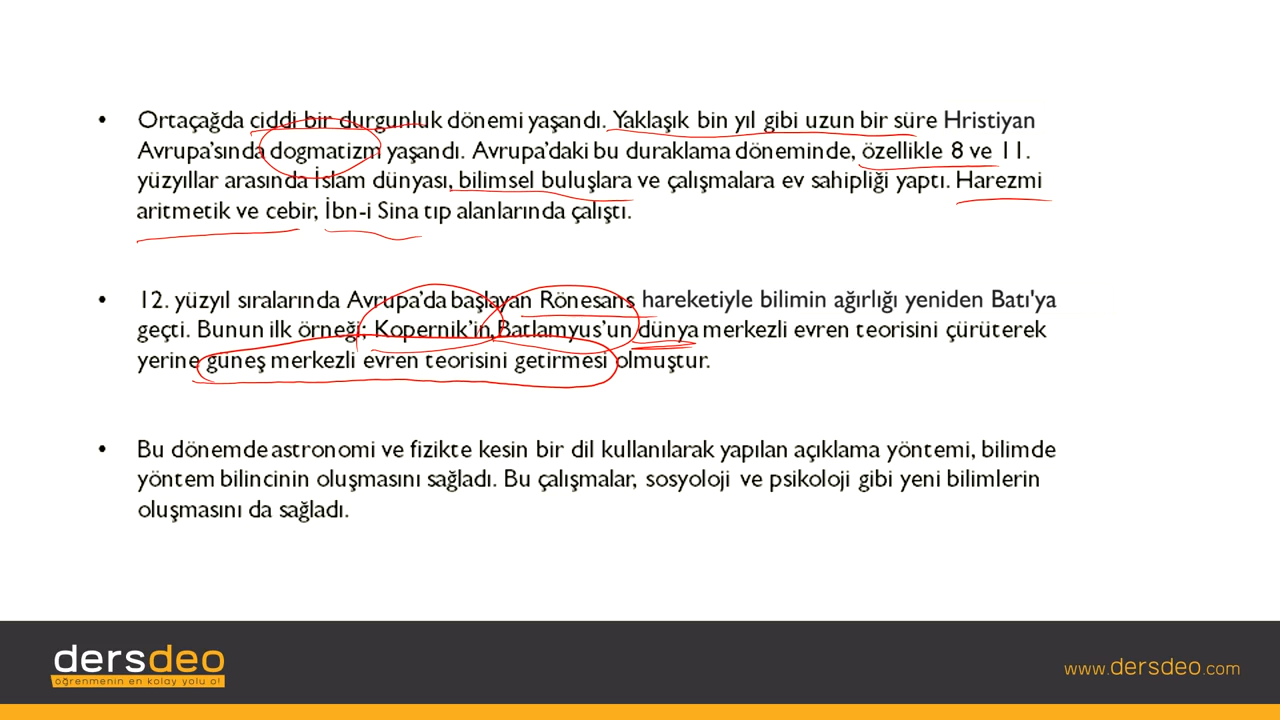 • Ortaçağda ciddi bir durgunluk dönemi yaşandı. Yaklaşık bin yıl gibi uzun bir süre Hristiyan
Avrupa'sında dogmatizm yaşandı. Avrupa'daki bu duraklama döneminde, özellikle 8 ve 11.
yüzyıllar arasında İslam dünyası, bilimsel buluşlara ve çalışmalara ev sahipliği yaptı. Harezmi
aritmetik ve cebir, İbn-i Sina tıp alanlarında çalıştı.
• 12. yüzyıl sıralarında Avrupa'da başlayan Rönesans hareketiyle bilimin ağırlığı yeniden Batı'ya
geçti. Bunun ilk örneği; Kopernik'in, Batlamyus'un dünya merkezli evren teorisini çürüterek
yerine güneş merkezli evren teorisini getirmesi olmuştur.
• Bu dönemde astronomi ve fizikte kesin bir dil kullanılarak yapılan açıklama yöntemi, bilimde
yöntem bilincinin oluşmasını sağladı. Bu çalışmalar, sosyoloji ve psikoloji gibi yeni bilimlerin
oluşmasını da sağladı.
dersdeo
öğrenmenin en kolay yolu o!
www.dersdeo.com